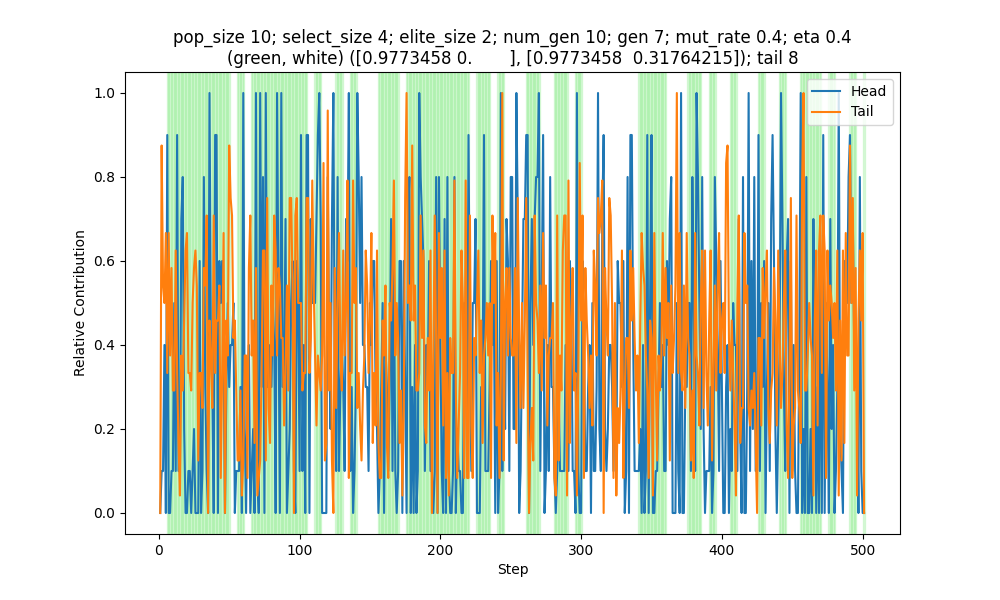 pop_size 10; select_size 4; elite_size 2; num_gen 10; gen 7; mut_rate 0.4; eta 0.4
(green, white) ([0.9773458 0.       ], [0.9773458  0.31764215]); tail 8
Head
Tail
Relative Contribution
1.0
0.8
0.6
0.4
0.2
0.0
0
100
200
300
400
500
Step